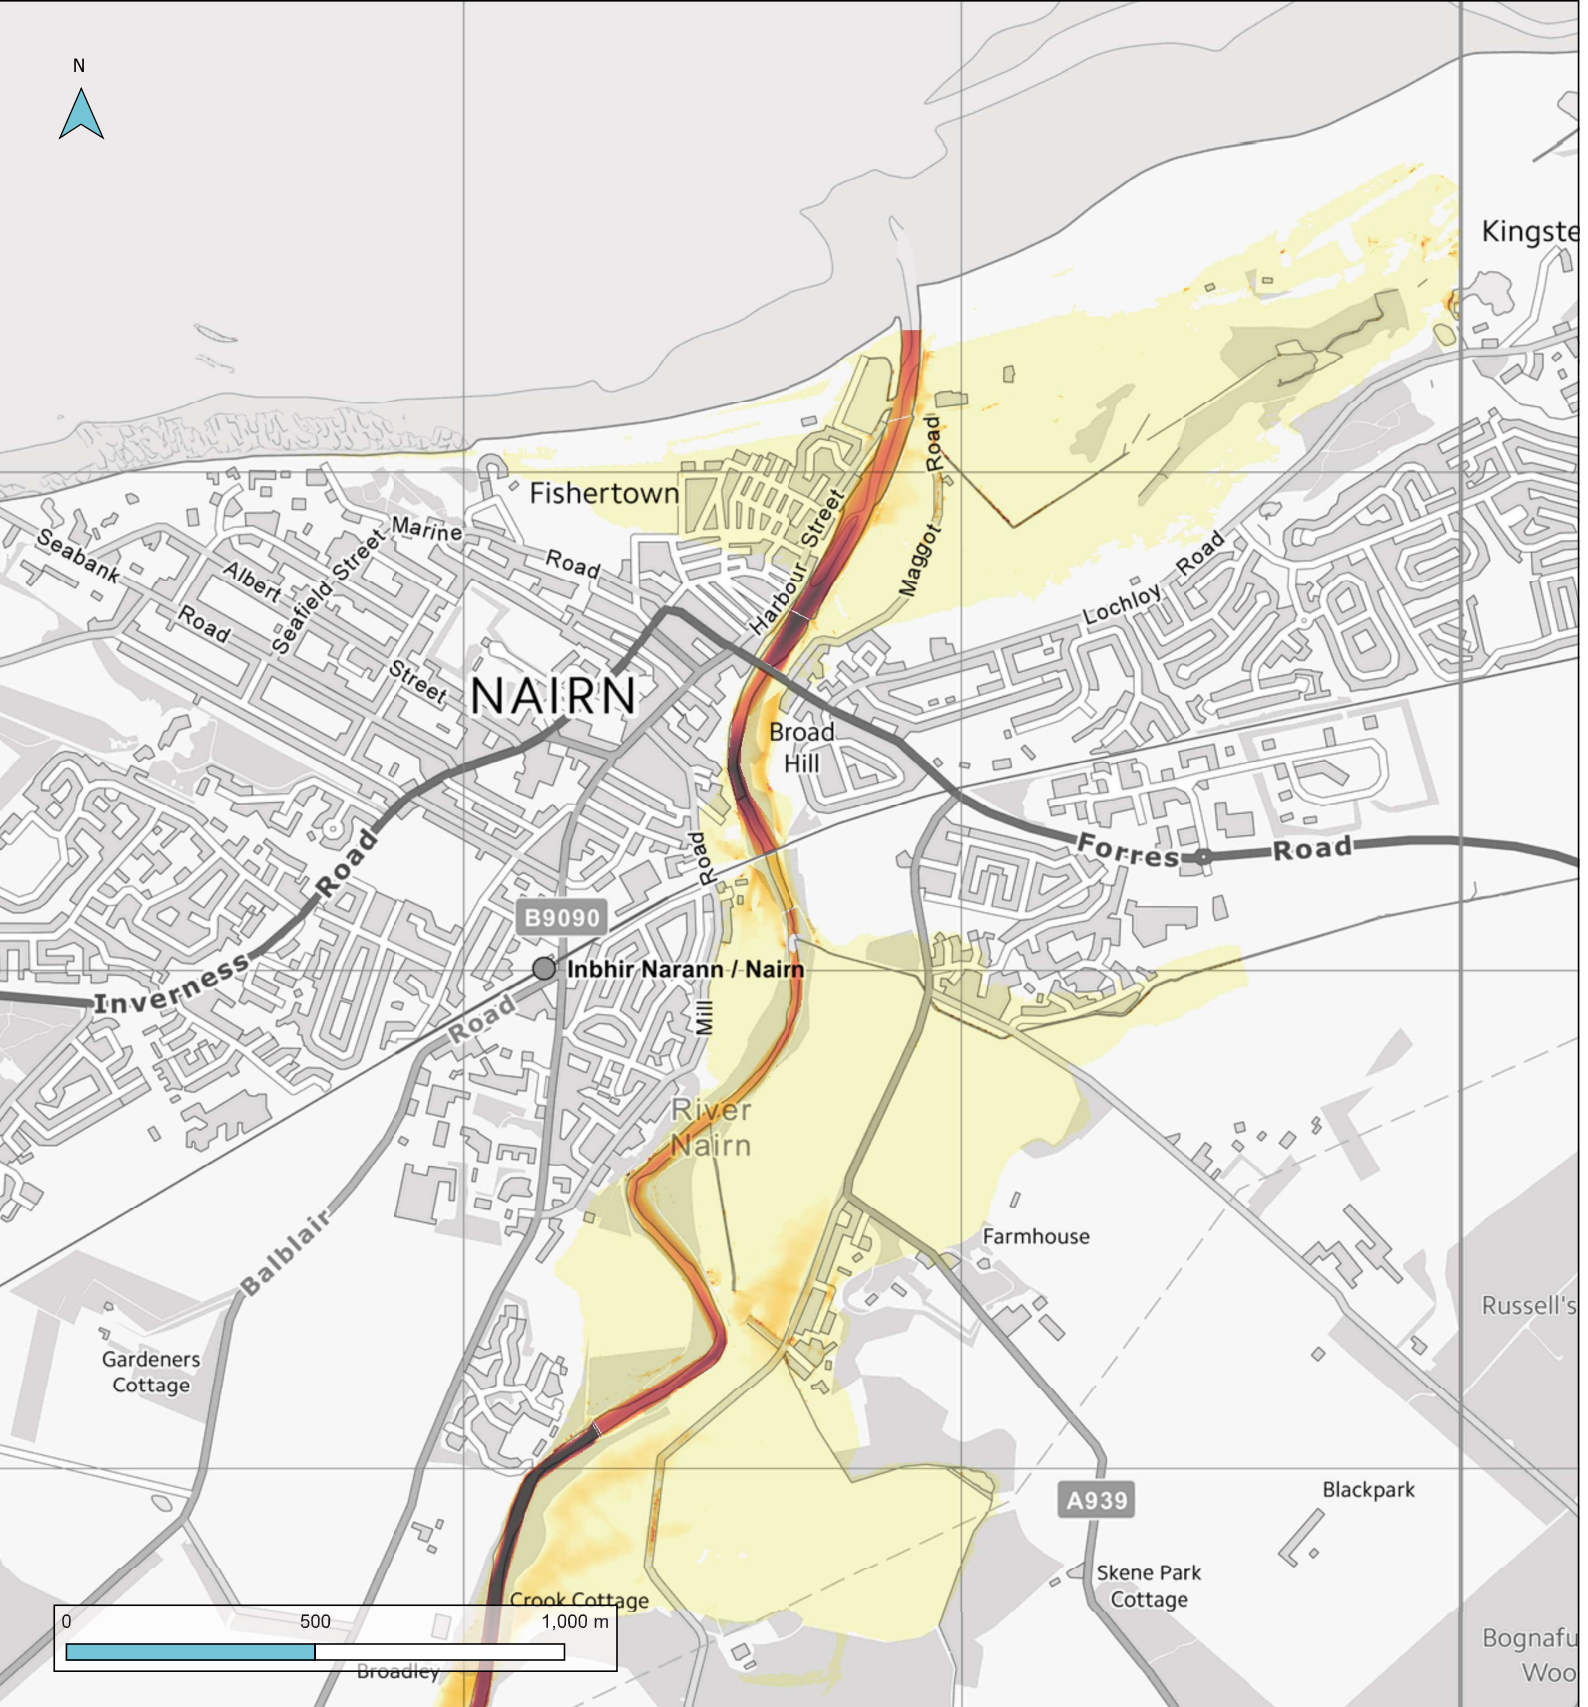 N
Kingste
Fishertown
Marine
Road
Seabank
Road
Albert
Street
Seafield Street
Harbour Street
Maggot Road
Lochloy Road
NAIRN
Broad
Hill
Forres Road
Inverness Road
B9090
Inbhir Narann / Nairn
Mill Road
Balblair Road
River
Nairn
Farmhouse
Russell's
Gardeners
Cottage
A939
Blackpark
Skene Park
Cottage
Crook Cottage
0 500 1,000 m
Broadley
Bognafu
Woo